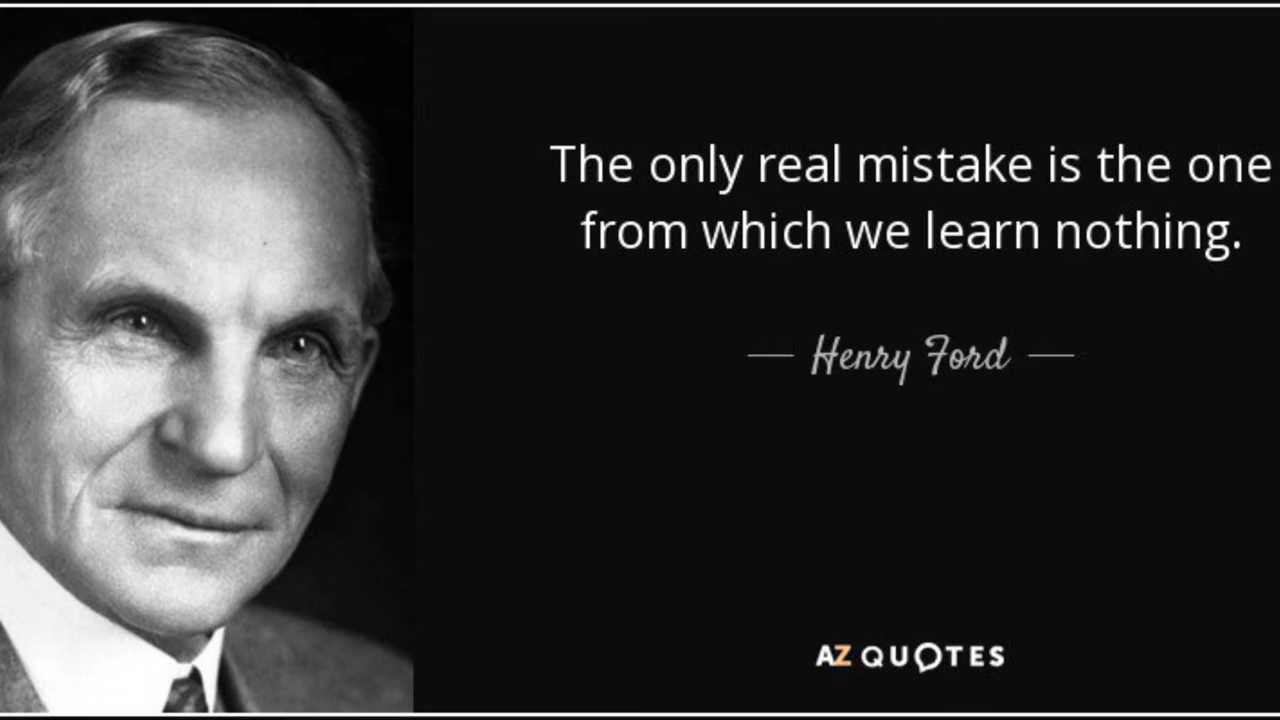 The only real mistake is the one
from which we learn nothing.
— Henry Ford —
AZ QUOTES